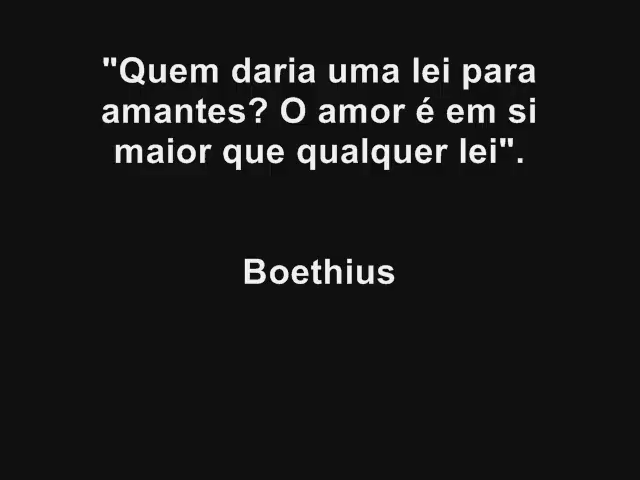 "Quem daria uma lei para
amantes? O amor é em si
maior que qualquer lei".
Boethius